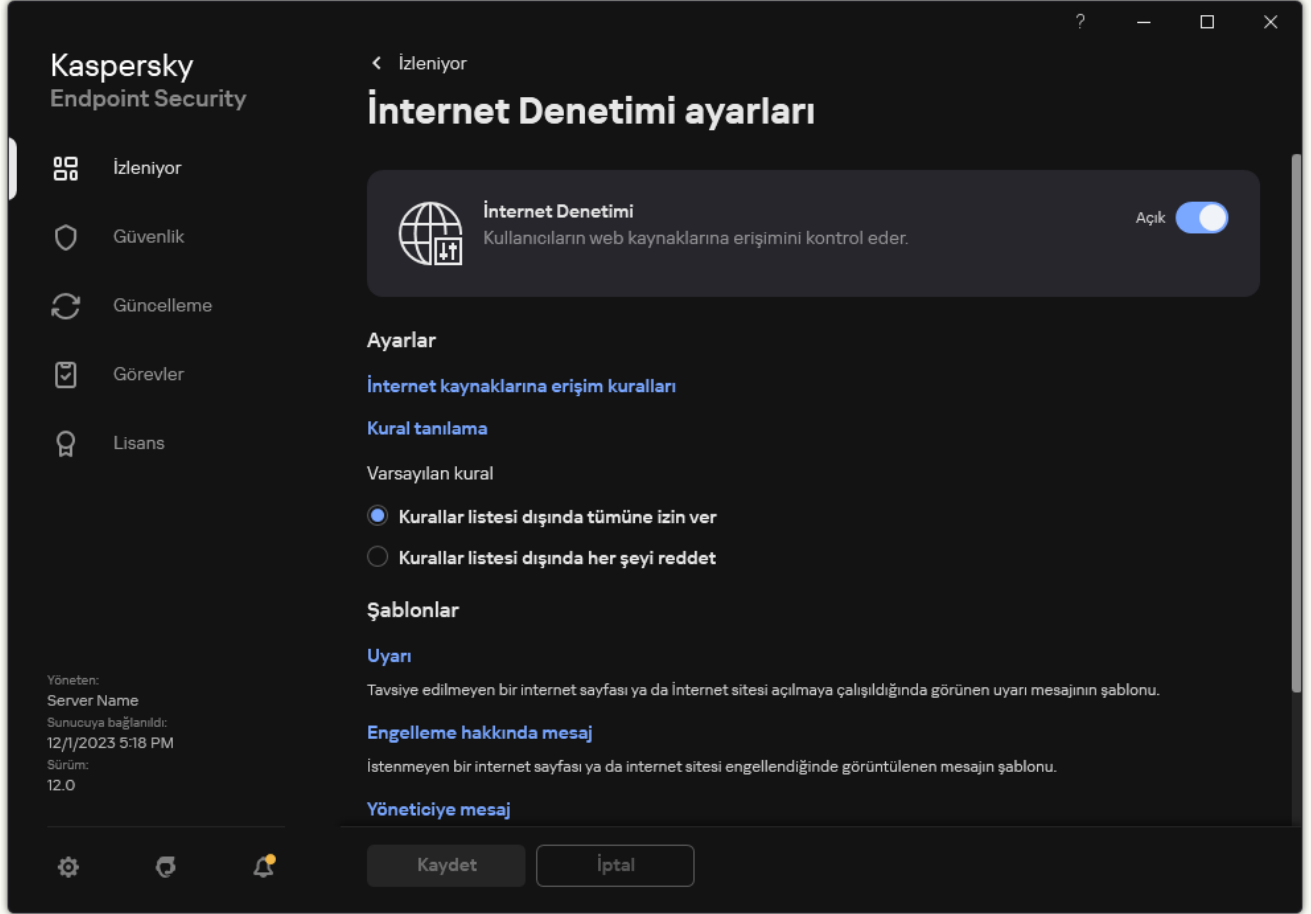 ?
Kaspersky
Endpoint Security
İzleniyor
Güvenlik
Güncelleme
Görevler
Lisans
Yöneten:
Server Name
Sunucuya bağlanıldı:
12/1/2023 5:18 PM
Sürüm:
12.0
İzleniyor
İnternet Denetimi ayarları
İnternet Denetimi
Kullanıcıların web kaynaklarına erişimini kontrol eder.
Açık
Ayarlar
İnternet kaynaklarına erişim kuralları
Kural tanılama
Varsayılan kural
Kurallar listesi dışında tümüne izin ver
Kurallar listesi dışında her şeyi reddet
Şablonlar
Uyarı
Tavsiye edilmeyen bir internet sayfası ya da İnternet sitesi açılmaya çalışıldığında görünen uyarı mesajının şablonu.
Engelleme hakkında mesaj
İstenmeyen bir internet sayfası ya da internet sitesi engellendiğinde görüntülenen mesajın şablonu.
Yöneticiye mesaj
Kaydet
İptal